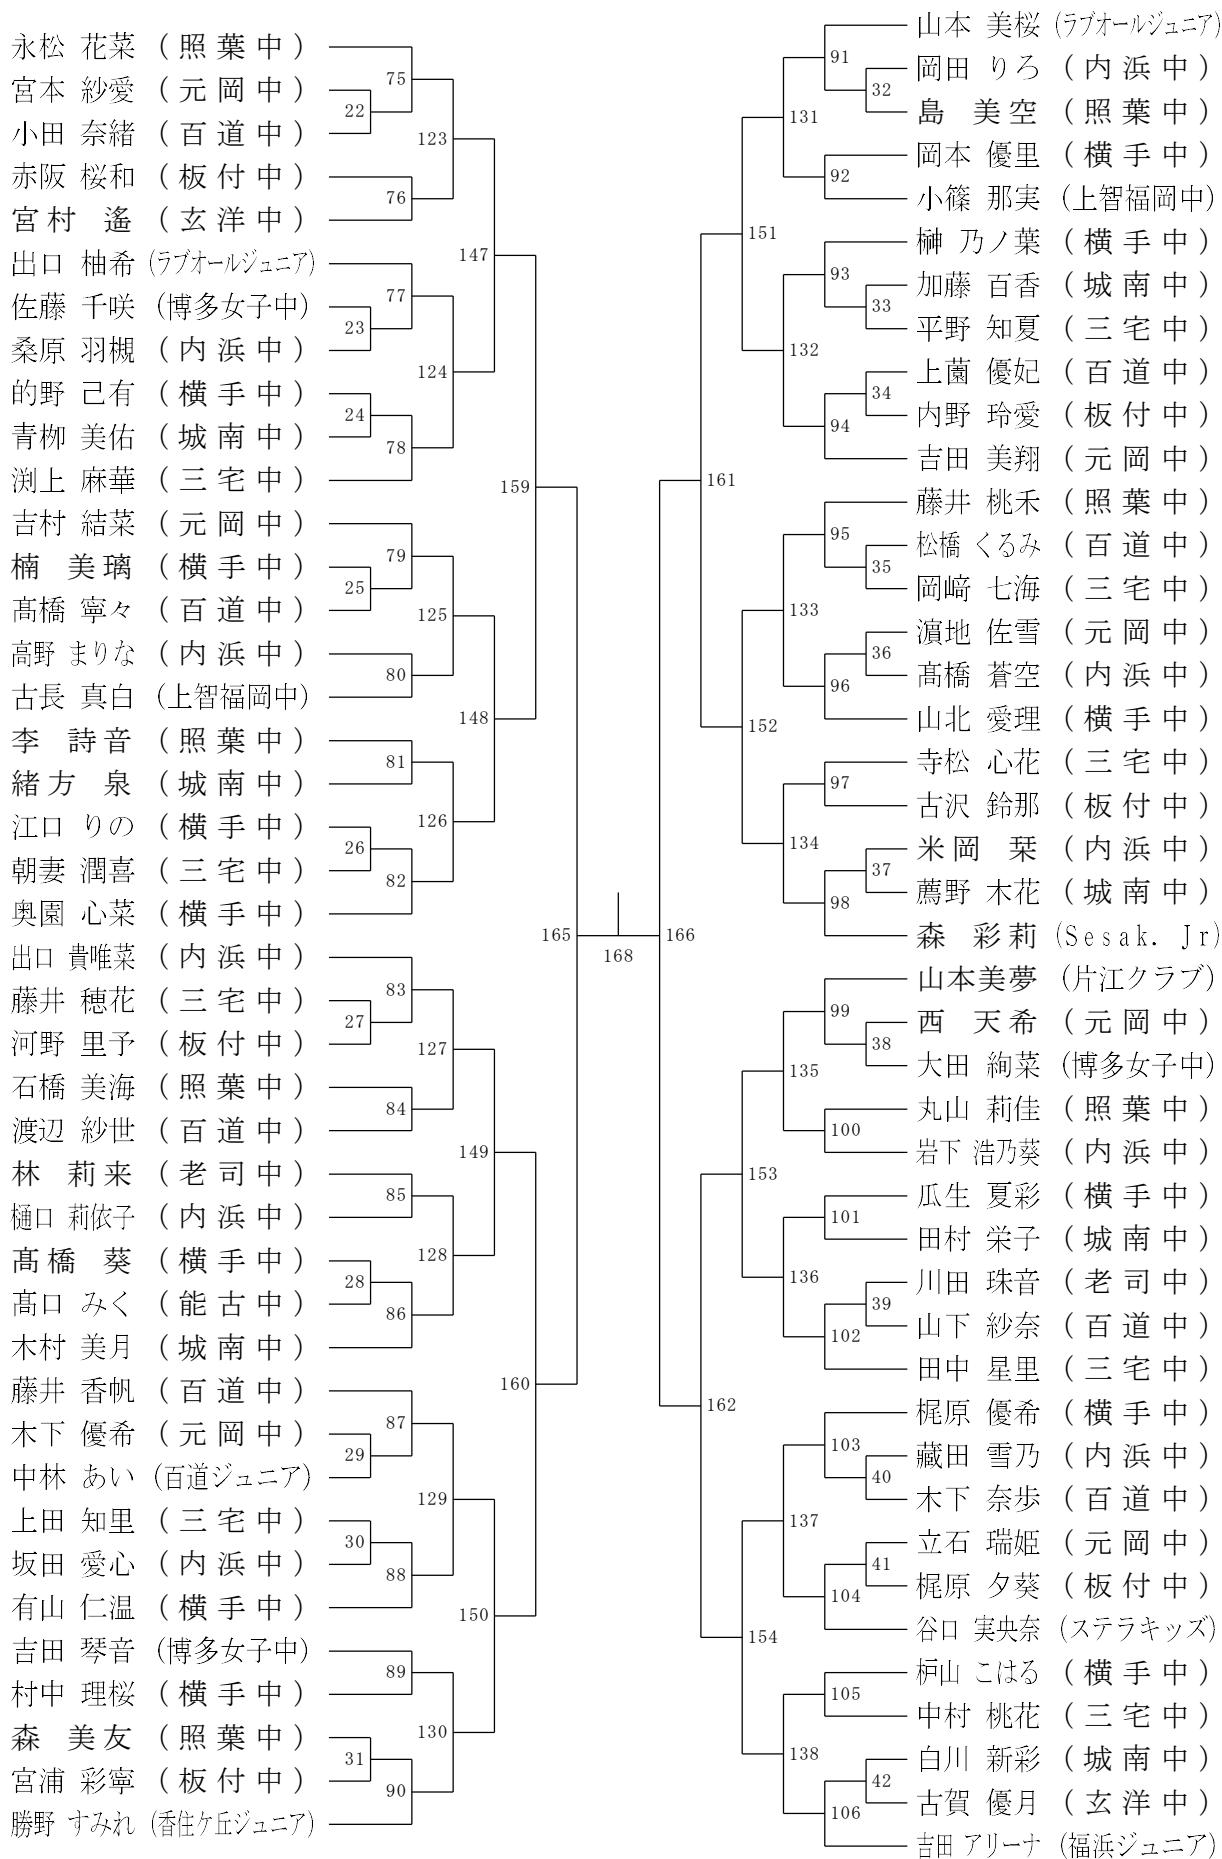 永松 花菜 (照葉中)
宮本 紗愛 (元岡中)
小田 奈緒 (百道中)
赤阪 桜和 (板付中)
宮村 遙 (玄洋中)
出口 柚希 (ラブオールジュニア)
佐藤 千咲 (博多女子中)
桑原 羽槻 (内浜中)
的野 己有 (横手中)
青栁 美佑 (城南中)
渕上 麻華 (三宅中)
吉村 結菜 (元岡中)
楠 美璃 (横手中)
髙橋 寧々 (百道中)
高野 まりな (内浜中)
古長 真白 (上智福岡中)
李 詩音 (照葉中)
緒方 泉 (城南中)
江口 りの (横手中)
朝妻 潤喜 (三宅中)
奥園 心菜 (横手中)
出口 貴唯菜 (内浜中)
藤井 穂花 (三宅中)
河野 里予 (板付中)
石橋 美海 (照葉中)
渡辺 紗世 (百道中)
林 莉来 (老司中)
樋口 莉依子 (内浜中)
髙橋 葵 (横手中)
髙口 みく (能古中)
木村 美月 (城南中)
藤井 香帆 (百道中)
木下 優希 (元岡中)
中林 あい (百道ジュニア)
上田 知里 (三宅中)
坂田 愛心 (内浜中)
有山 仁温 (横手中)
吉田 琴音 (博多女子中)
村中 理桜 (横手中)
森 美友 (照葉中)
宮浦 彩寧 (板付中)
勝野 すみれ (香住ケ丘ジュニア)
22
23
24
25
26
27
28
29
30
31
75
76
77
78
79
80
81
82
83
84
85
86
87
88
89
90
123
124
125
126
127
128
129
130
147
148
149
150
159
160
165
168
166
161
162
151
152
153
154
131
132
133
134
135
136
137
138
91
92
93
94
95
96
97
98
99
100
101
102
103
104
105
106
32
33
34
35
36
37
38
39
40
41
42
山本 美桜 (ラブオールジュニア)
岡田 りろ (内浜中)
島 美空 (照葉中)
岡本 優里 (横手中)
小篠 那実 (上智福岡中)
榊 乃ノ葉 (横手中)
加藤 百香 (城南中)
平野 知夏 (三宅中)
上薗 優妃 (百道中)
内野 玲愛 (板付中)
吉田 美翔 (元岡中)
藤井 桃禾 (照葉中)
松橋 くるみ (百道中)
岡﨑 七海 (三宅中)
濵地 佐雪 (元岡中)
髙橋 蒼空 (内浜中)
山北 愛理 (横手中)
寺松 心花 (三宅中)
古沢 鈴那 (板付中)
米岡 栞 (内浜中)
薦野 木花 (城南中)
森 彩莉 (Sesak. Jr)
山本美夢 (片江クラブ)
西 天希 (元岡中)
大田 絢菜 (博多女子中)
丸山 莉佳 (照葉中)
岩下 浩乃葵 (内浜中)
瓜生 夏彩 (横手中)
田村 栄子 (城南中)
川田 珠音 (老司中)
山下 紗奈 (百道中)
田中 星里 (三宅中)
梶原 優希 (横手中)
藏田 雪乃 (内浜中)
木下 奈歩 (百道中)
立石 瑞姫 (元岡中)
梶原 夕葵 (板付中)
谷口 実央奈 (ステラキッズ)
枦山 こはる (横手中)
中村 桃花 (三宅中)
白川 新彩 (城南中)
古賀 優月 (玄洋中)
吉田 アリーナ (福浜ジュニア)